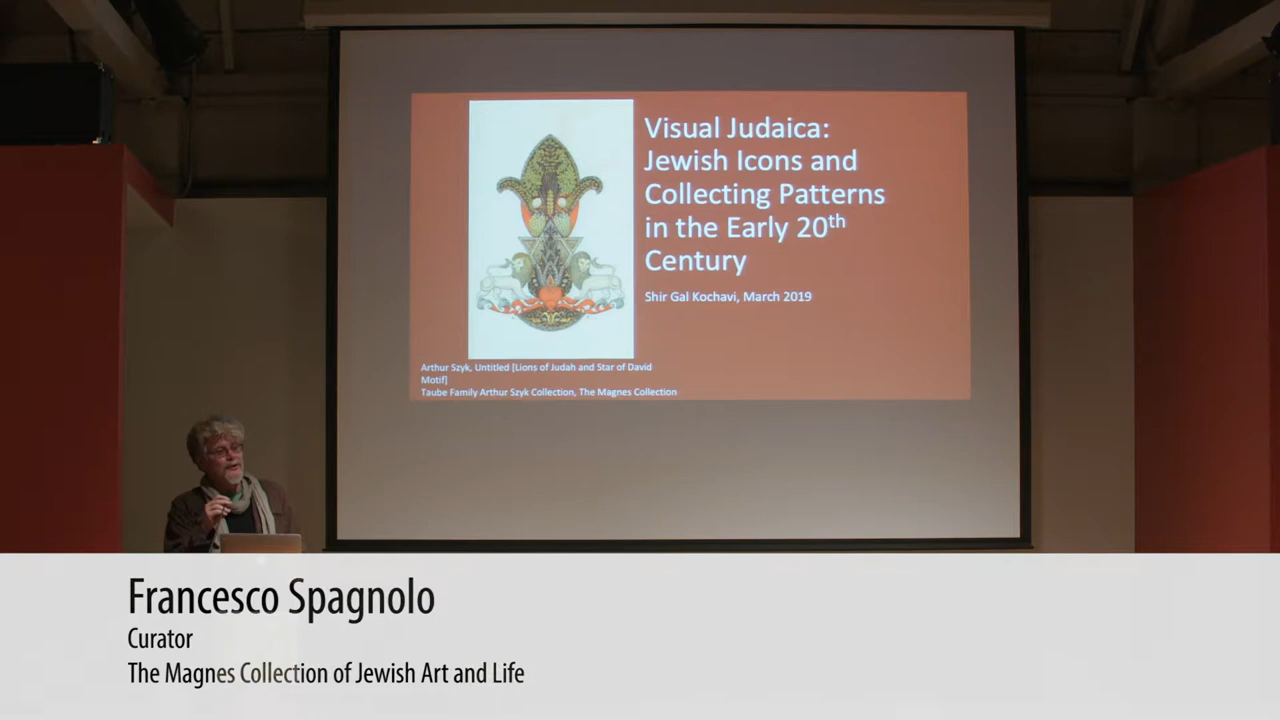 Visual Judaica:
Jewish Icons and
Collecting Patterns
in the Early 20th
Century
Shir Gal Kochavi, March 2019
Arthur Szyk, Untitled [Lions of Judah and Star of David
Motif]
Taube Family Arthur Szyk Collection, The Magnes Collection
Francesco Spagnolo
Curator
The Magnes Collection of Jewish Art and Life